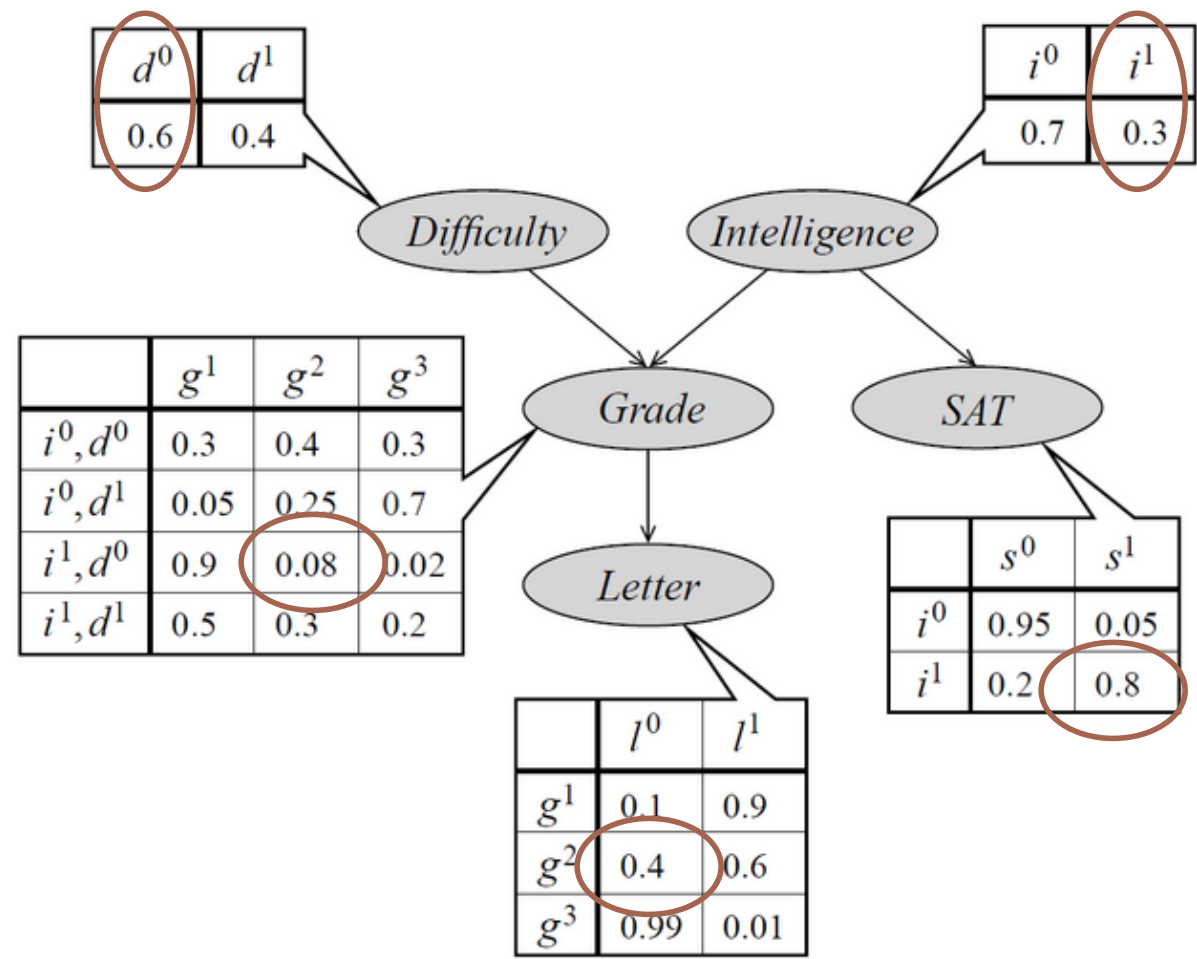 d⁰ d¹
0.6 0.4
i⁰ i¹
0.7 0.3
Difficulty
Intelligence
g¹ g² g³
i⁰,d⁰ 0.3 0.4 0.3
i⁰,d¹ 0.05 0.25 0.7
i¹,d⁰ 0.9 0.08 0.02
i¹,d¹ 0.5 0.3 0.2
Grade
SAT
Letter
s⁰ s¹
i⁰ 0.95 0.05
i¹ 0.2 0.8
l⁰ l¹
g¹ 0.1 0.9
g² 0.4 0.6
g³ 0.99 0.01